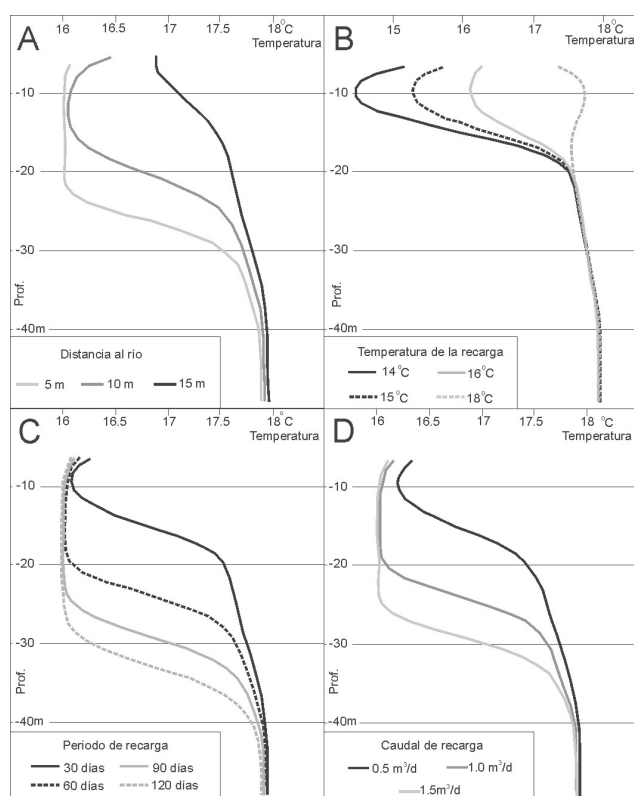 A
16 16.5 17 17.5 18°C
Temperatura
-10
-20
-30
Prof.
-40m
Distancia al río
5 m 10 m 15 m
B
15 16 17 18°C
Temperatura
-10
-20
-30
Prof.
-40m
Temperatura de la recarga
14°C 16°C
15°C 18°C
C
16 16.5 17 17.5 18 °C
Temperatura
-10
-20
-30
Prof.
-40m
Periodo de recarga
30 días 90 días
60 días 120 días
D
16 16.5 17 17.5 18 °C
Temperatura
-10
-20
-30
Prof.
-40m
Caudal de recarga
0.5 m³/d 1.0 m³/d
1.5m³/d